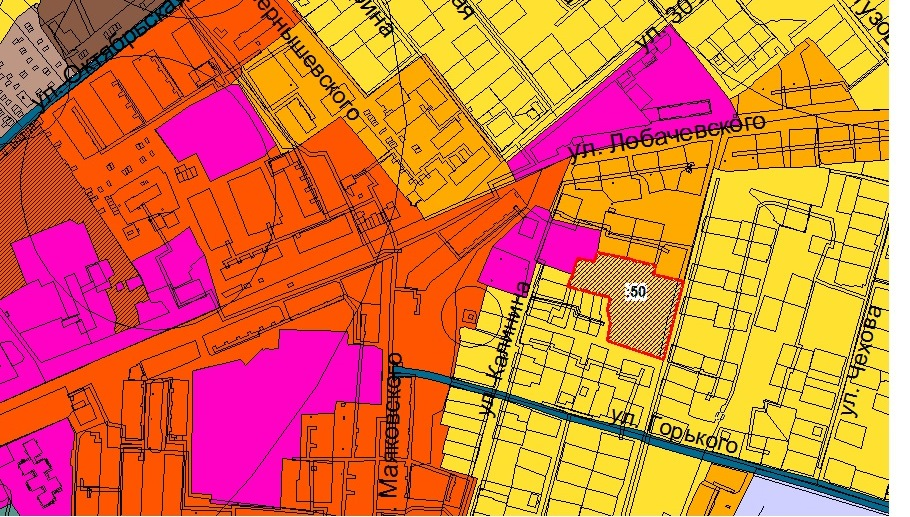 ул. Октябрьская
Чернышевского
ул. 30
ул. Лобачевского
:50
ул. Калинина
ул. Чехова
Маяковского
ул. Горького